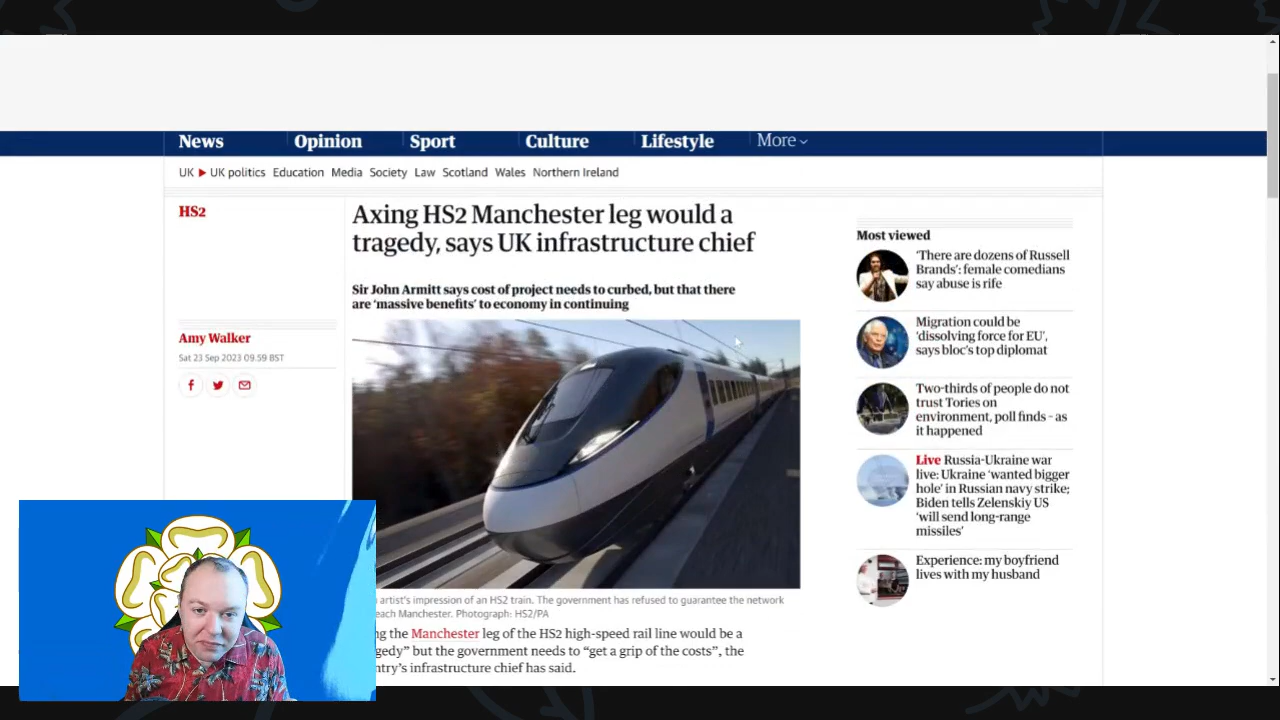 News
Opinion
Sport
Culture
Lifestyle
More
UK
UK politics
Education
Media
Society
Law
Scotland
Wales
Northern Ireland
HS2
Axing HS2 Manchester leg would a
tragedy, says UK infrastructure chief
Sir John Armitt says cost of project needs to curbed, but that there
are ‘massive benefits’ to economy in continuing
Amy Walker
Sat 23 Sep 2023 09.59 BST
artist's impression of an HS2 train. The government has refused to guarantee the network
each Manchester. Photograph: HS2/PA
ng the Manchester leg of the HS2 high-speed rail line would be a
gedy” but the government needs to “get a grip of the costs”, the
ntry’s infrastructure chief has said.
Most viewed
‘There are dozens of Russell
Brands’: female comedians
say abuse is rife
Migration could be
‘dissolving force for EU’,
says bloc’s top diplomat
Two-thirds of people do not
trust Tories on
environment, poll finds – as
it happened
Live Russia-Ukraine war
live: Ukraine ‘wanted bigger
hole’ in Russian navy strike;
Biden tells Zelenskiy US
‘will send long-range
missiles’
Experience: my boyfriend
lives with my husband